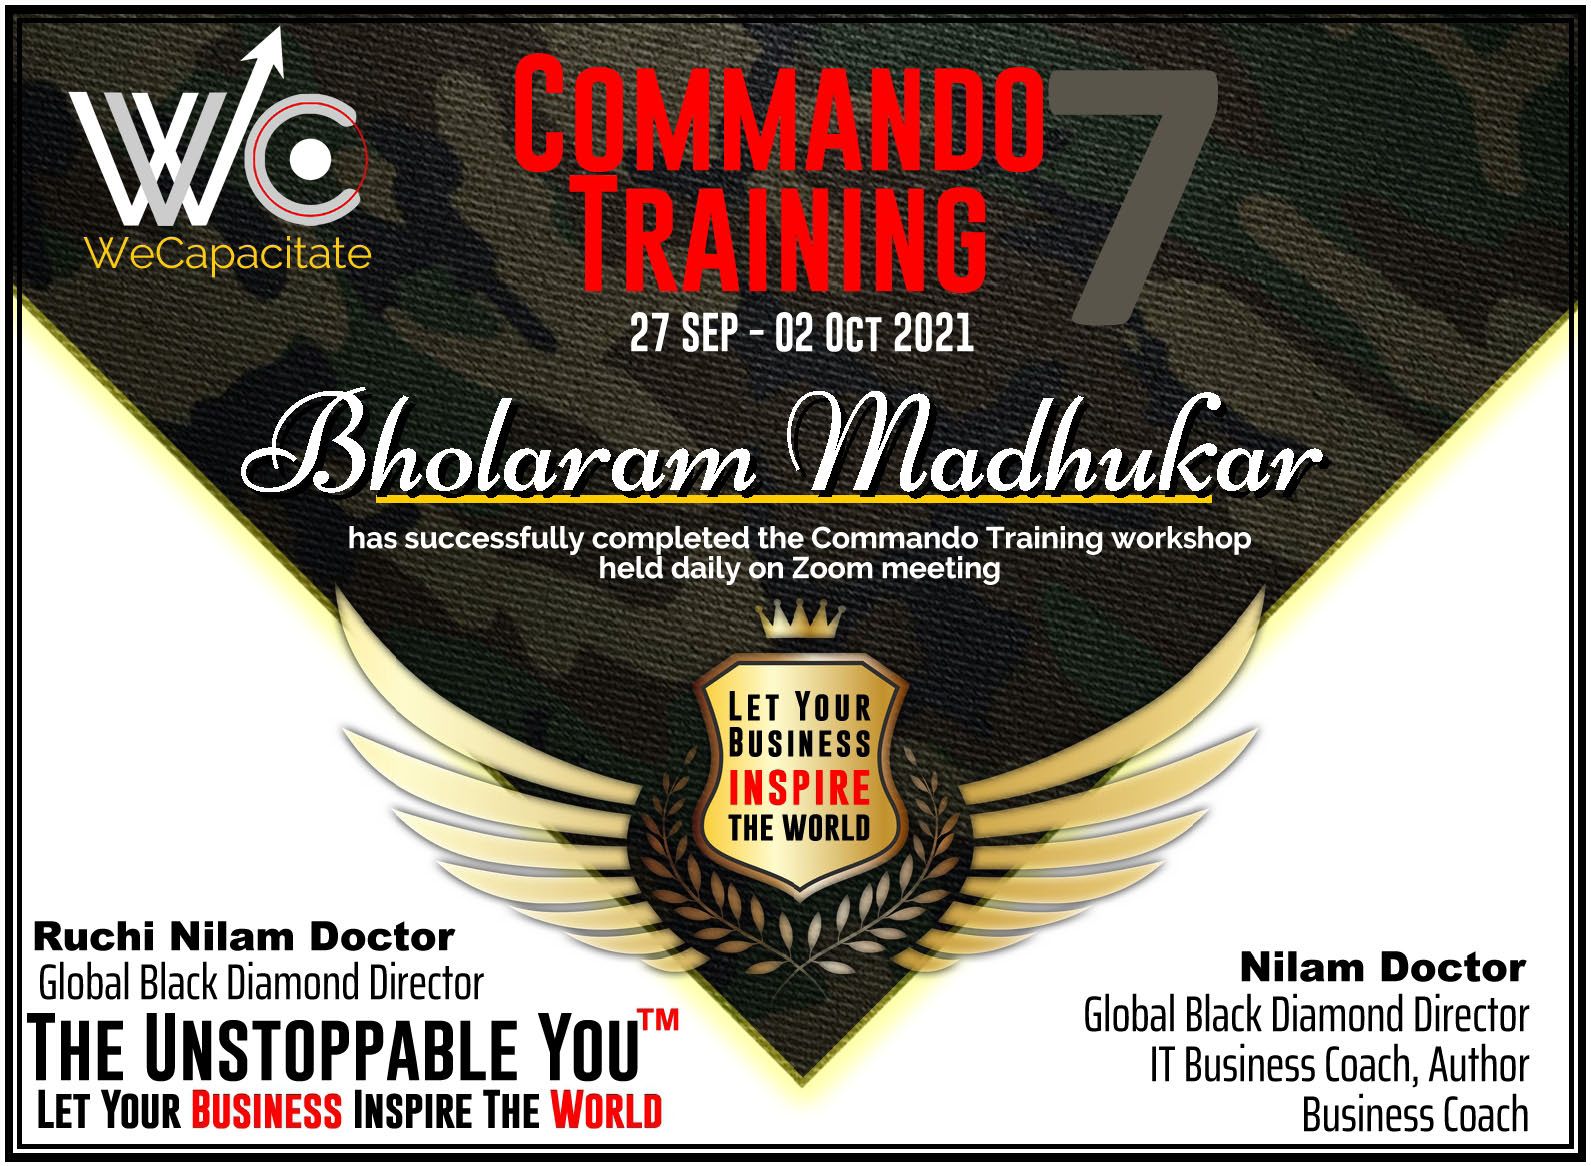 WC
WeCapacitate
COMMANDO 7
TRAINING
27 SEP - 02 OCT 2021
Bholaram Madhukar
has successfully completed the Commando Training workshop
held daily on Zoom meeting
LET YOUR
BUSINESS
INSPIRE
THE WORLD
Ruchi Nilam Doctor
Global Black Diamond Director
THE UNSTOPPABLE YOU™
LET YOUR BUSINESS INSPIRE THE WORLD
Nilam Doctor
Global Black Diamond Director
IT Business Coach, Author
Business Coach